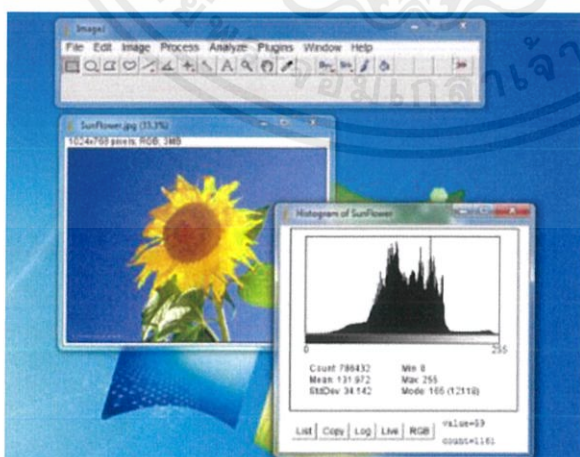 ImageJ
File Edit Image Process Analyze Plugins Window Help
SunFlower.jpg (33.3%)
1024x768 pixels; RGB; 3MB
Histogram of SunFlower
0 255
Count: 786432 Min: 8
Mean: 131.972 Max: 255
StdDev: 34.142 Mode: 165 (12118)
List Copy Log Live RGB
value=89
count=1161